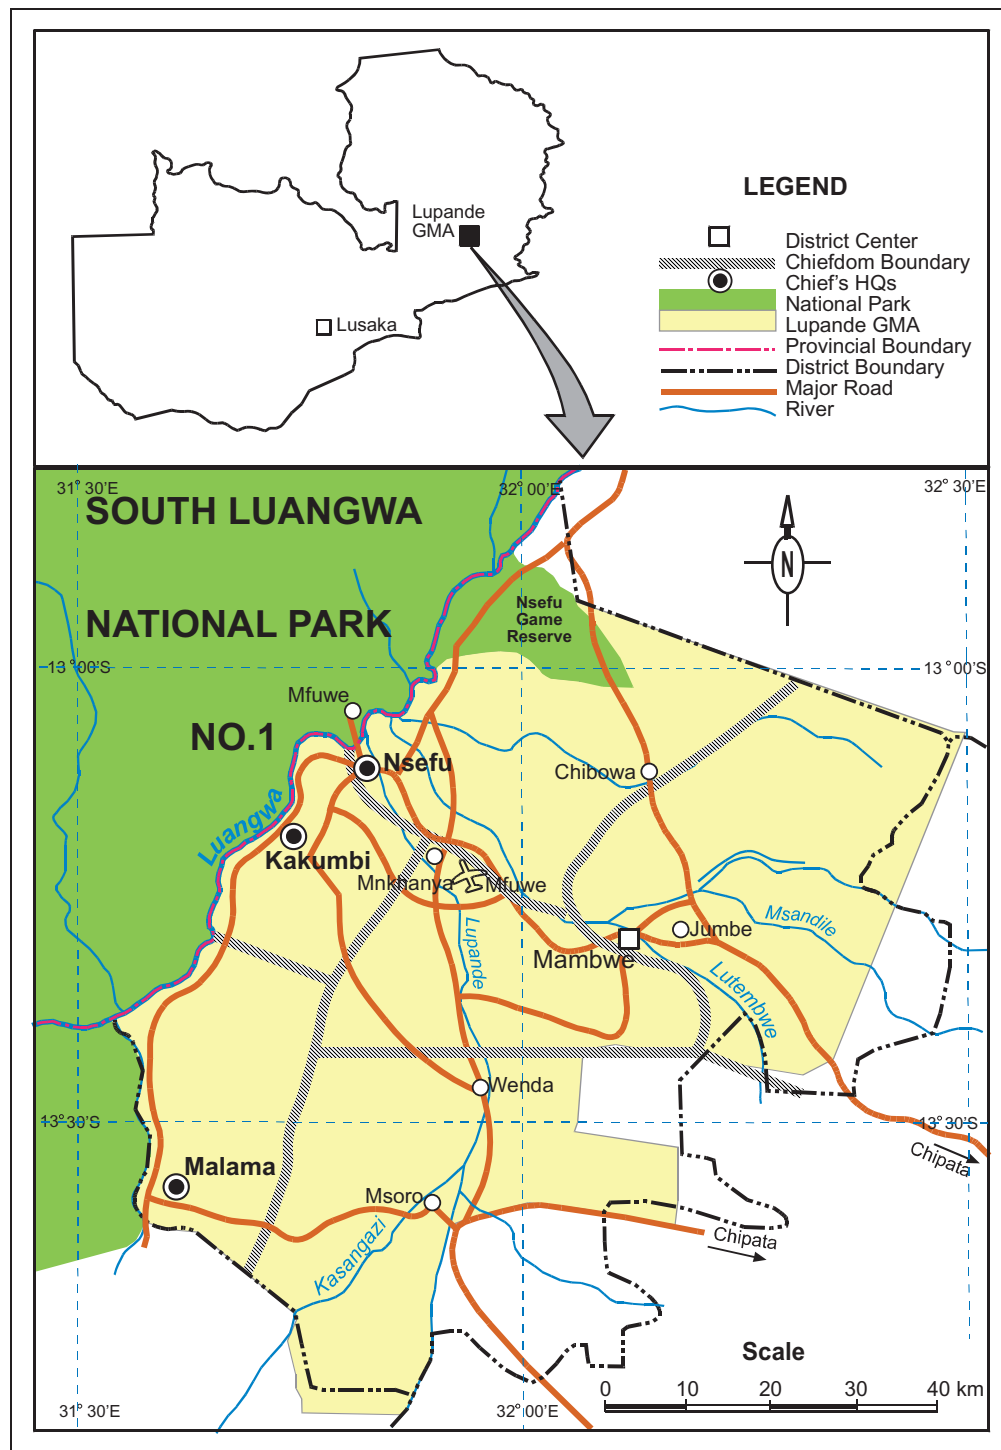 Lupande
GMA
Lusaka
LEGEND
District Center
Chiefdom Boundary
Chief's HQs
National Park
Lupande GMA
Provincial Boundary
District Boundary
Major Road
River
31° 30'E
32° 00'E
32° 30'E
SOUTH LUANGWA
NATIONAL PARK
NO.1
N
Nsefu
Game
Reserve
13°00'S
13°00'S
Mfuwe
Nsefu
Chibowa
Luangwa
Kakumbi
Mnkhanya
Mfuwe
Lupande
Msandile
Jumbe
Mambwe
Lutembwe
Wenda
13°30'S
13°30'S
Chipata
Malama
Msoro
Kasangazi
Chipata
Scale
0 10 20 30 40 km
31° 30'E
32° 00'E